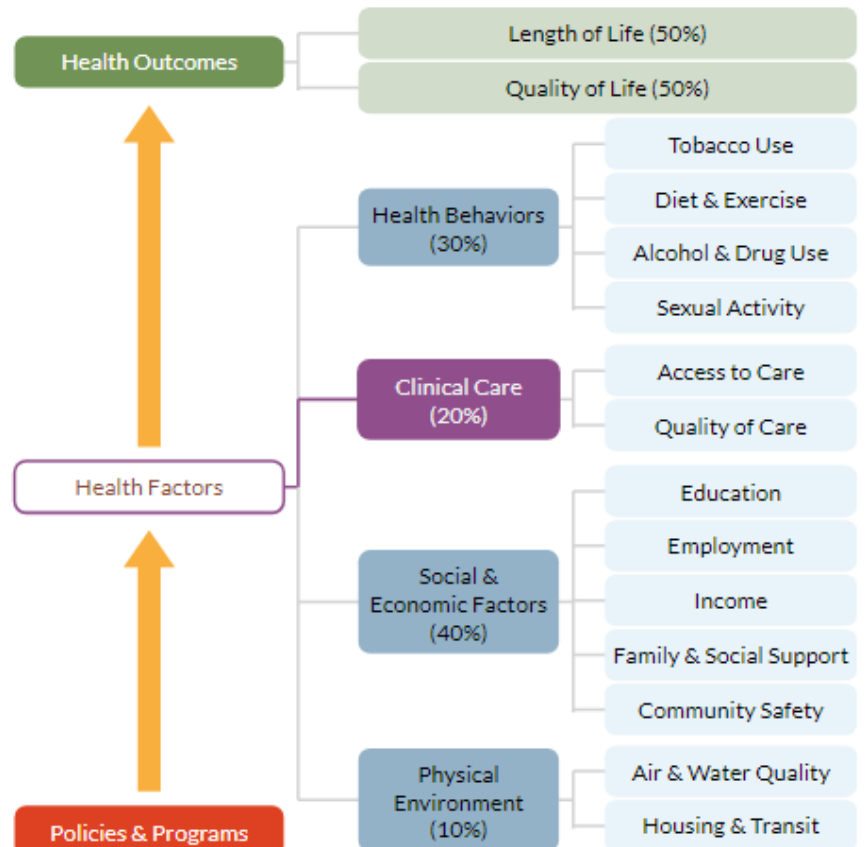 Health Outcomes
Length of Life (50%)
Quality of Life (50%)
Health Behaviors
(30%)
Tobacco Use
Diet & Exercise
Alcohol & Drug Use
Sexual Activity
Clinical Care
(20%)
Access to Care
Quality of Care
Health Factors
Social &
Economic Factors
(40%)
Education
Employment
Income
Family & Social Support
Community Safety
Physical
Environment
(10%)
Air & Water Quality
Housing & Transit
Policies & Programs